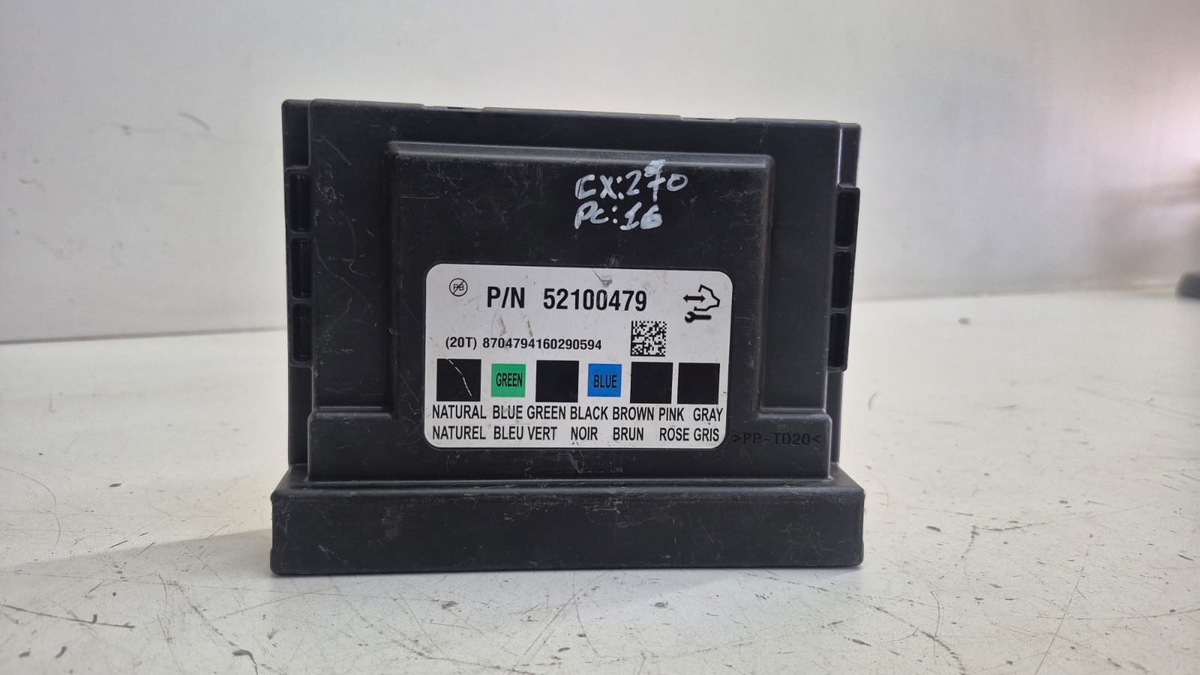 CX:270
PC:16
PB
P/N 52100479
(20T) 8704794160290594
GREEN BLUE
NATURAL BLUE GREEN BLACK BROWN PINK GRAY
NATUREL BLEU VERT NOIR BRUN ROSE GRIS
>PP-TD20<